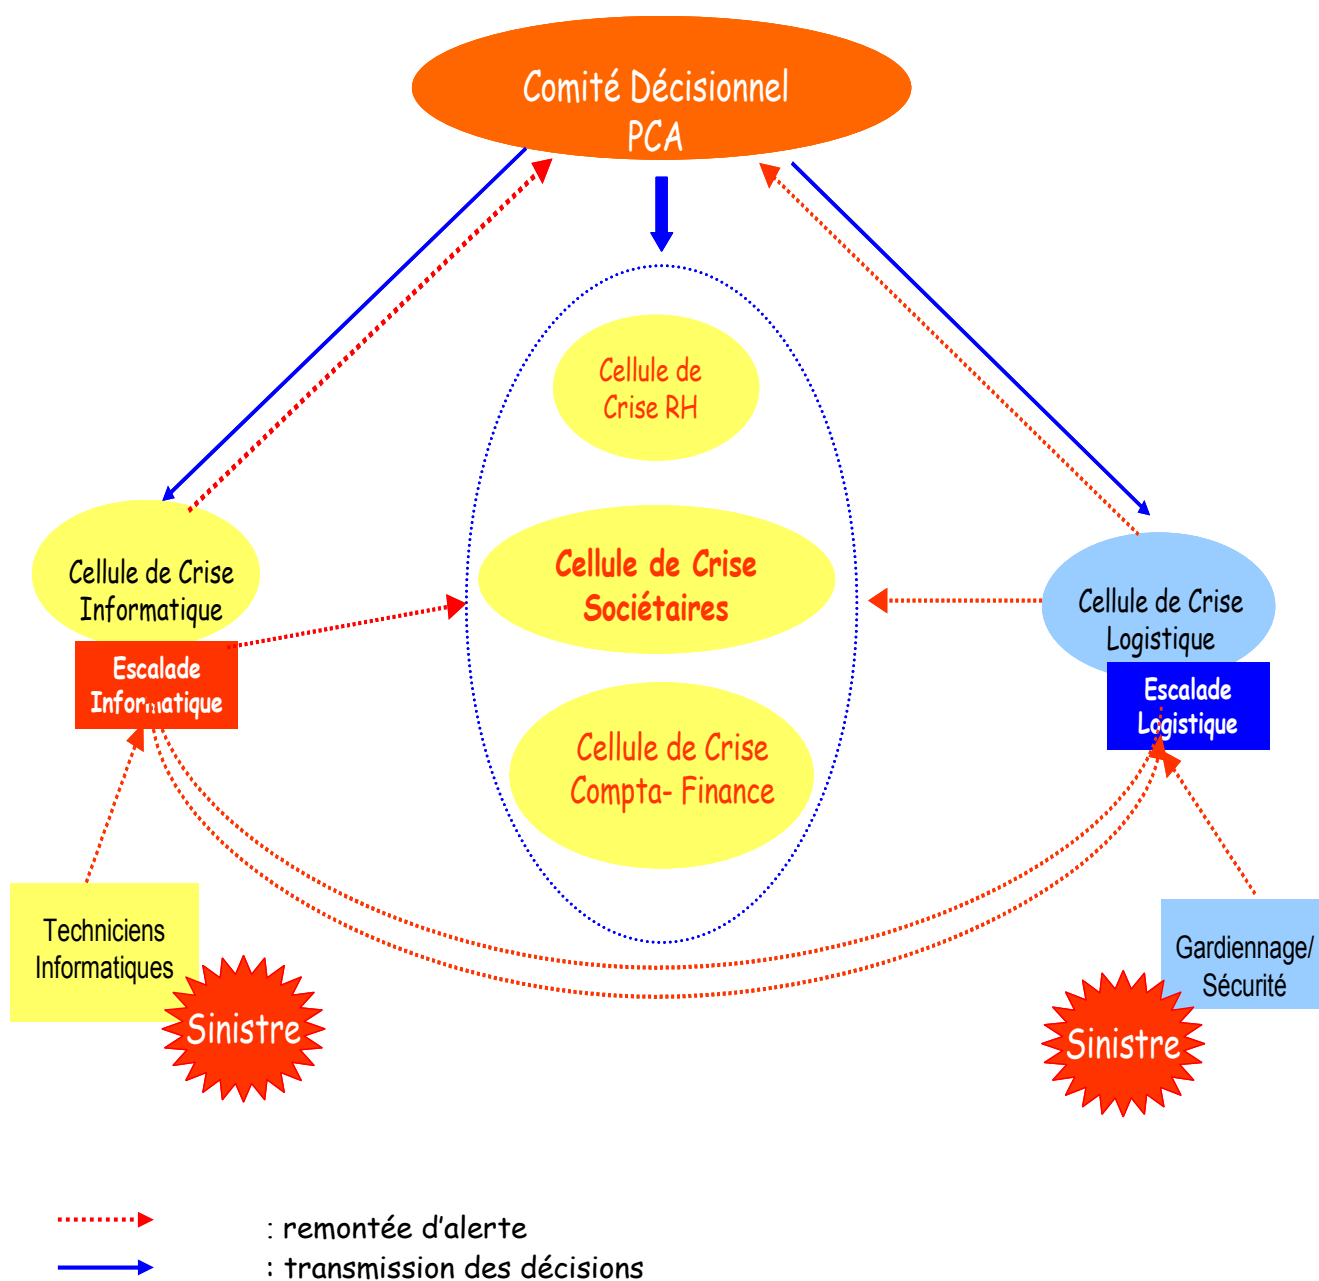 Comité Décisionnel
PCA
Cellule de
Crise RH
Cellule de Crise
Sociétaires
Cellule de Crise
Compta- Finance
Cellule de Crise
Informatique
Escalade
Informatique
Cellule de Crise
Logistique
Escalade
Logistique
Techniciens
Informatiques
Sinistre
Gardiennage/
Sécurité
Sinistre
: remontée d'alerte
: transmission des décisions